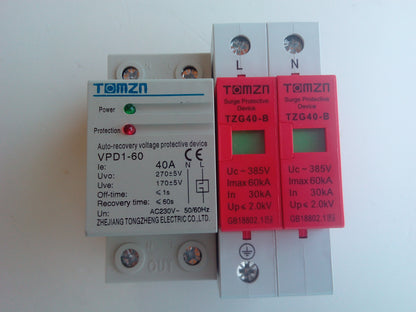 TOMZN
Power
Protection
Auto-recovery voltage protective device
VPD1-60
CE
Ie: 40A N L
Uvo: 270±5V
Uve: 170±5V
Off-time: ≤1s
Recovery time: ≤60s
Un: AC230V~ 50/60Hz
ZHEJIANG TONGZHENG ELECTRIC CO.,LTD.
OUT
L
TOMZN
Surge Protective
Device
TZG40-B
Uc ~ 385V
Imax 60kA
In 30kA
Up ≤ 2.0kV
GB18802.1
N
TOMZN
Surge Protective
Device
TZG40-B
Uc ~ 385V
Imax 60kA
In 30kA
Up ≤ 2.0kV
GB18802.1